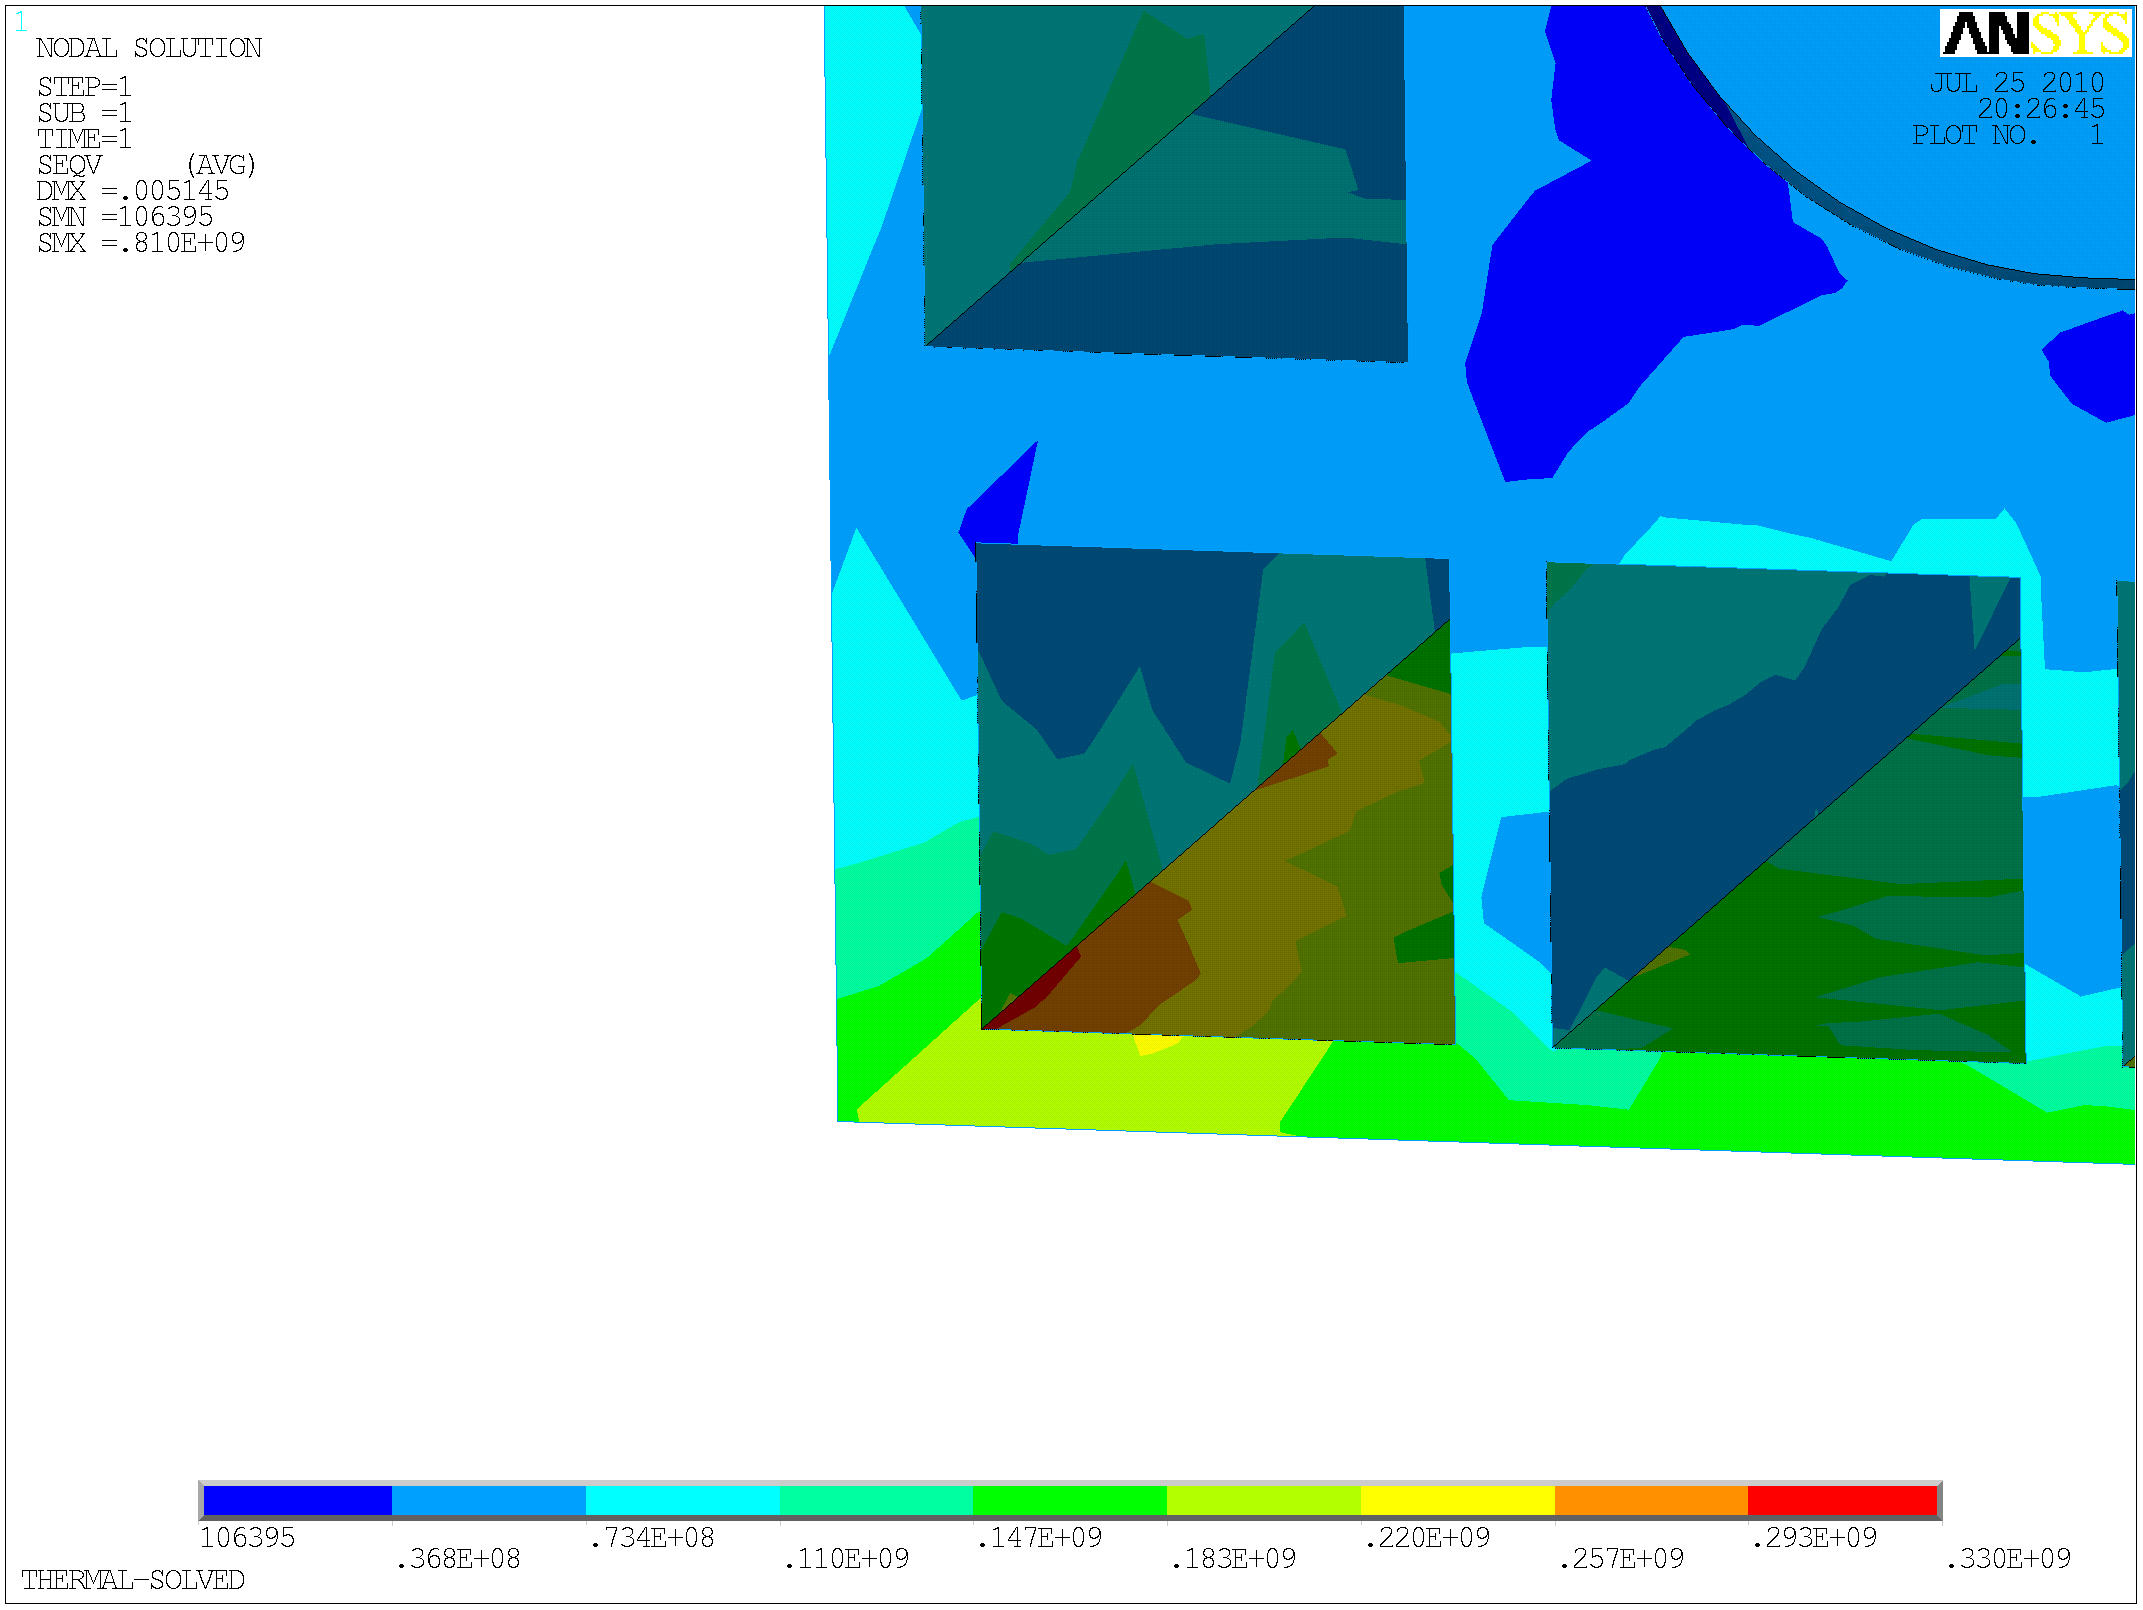 1
NODAL SOLUTION
STEP=1
SUB =1
TIME=1
SEQV (AVG)
DMX =.005145
SMN =106395
SMX =.810E+09
ANSYS
JUL 25 2010
20:26:45
PLOT NO. 1
106395
.368E+08
.734E+08
.110E+09
.147E+09
.183E+09
.220E+09
.257E+09
.293E+09
.330E+09
THERMAL-SOLVED